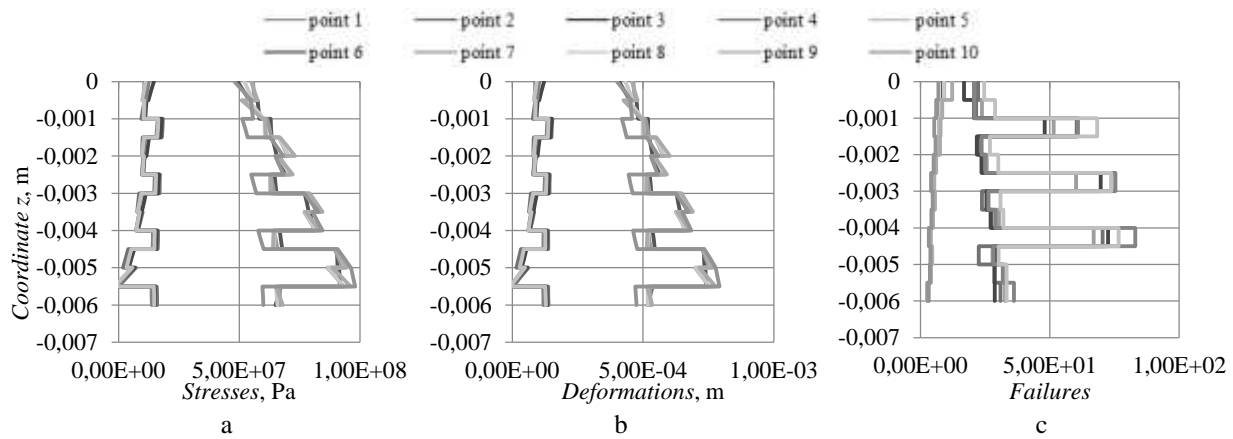 point 1 point 2 point 3 point 4 point 5
point 6 point 7 point 8 point 9 point 10
Coordinate z, m
0
-0,001
-0,002
-0,003
-0,004
-0,005
-0,006
-0,007
0,00E+00 5,00E+07 1,00E+08
Stresses, Pa
a
0
-0,001
-0,002
-0,003
-0,004
-0,005
-0,006
-0,007
0,00E+00 5,00E-04 1,00E-03
Deformations, m
b
0
-0,001
-0,002
-0,003
-0,004
-0,005
-0,006
-0,007
0,00E+00 5,00E+01 1,00E+02
Failures
c